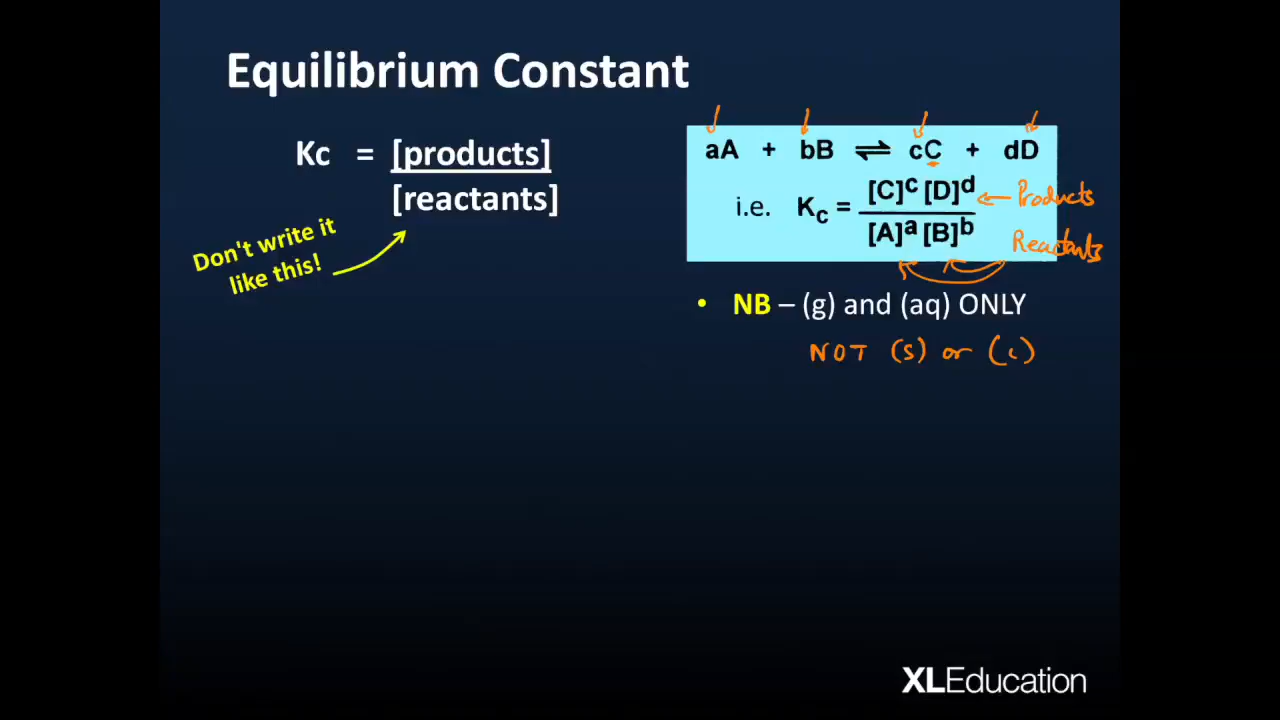 Equilibrium Constant
Kc = [products]
[reactants]
Don't write it
like this!
aA + bB ⇌ cC + dD
i.e. Kc = [C]c [D]d
[A]a [B]b
Products
Reactants
• NB – (g) and (aq) ONLY
NOT (s) or (l)
XLEducation